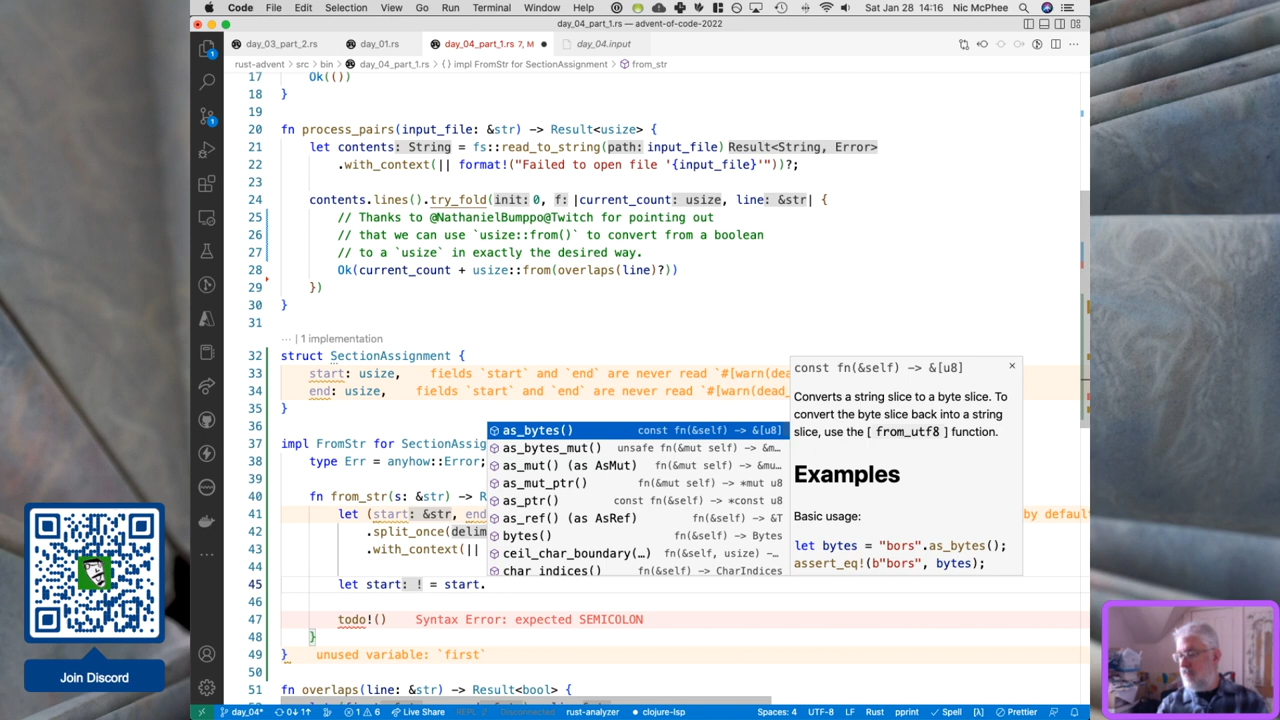 Code File Edit Selection View Go Run Terminal Window Help Sat Jan 28 14:16 Nic McPhee
day_04_part_1.rs — advent-of-code-2022
day_03_part_2.rs day_01.rs day_04_part_1.rs 7, M day_04.input
rust-advent > src > bin > day_04_part_1.rs > {} impl FromStr for SectionAssignment > from_str
17 Ok(())
18 }
19
20 fn process_pairs(input_file: &str) -> Result<usize> {
21 let contents: String = fs::read_to_string(path: input_file) Result<String, Error>
22 .with_context(|| format!("Failed to open file '{input_file}'"))?;
23
24 contents.lines().try_fold(init: 0, f: |current_count: usize, line: &str| {
25 // Thanks to @NathanielBumppo@Twitch for pointing out
26 // that we can use `usize::from()` to convert from a boolean
27 // to a `usize` in exactly the desired way.
28 Ok(current_count + usize::from(overlaps(line)?))
29 })
30 }
31
... | 1 implementation
32 struct SectionAssignment {
33 start: usize, fields `start` and `end` are never read `#[warn(dea
34 end: usize, fields `start` and `end` are never read `#[warn(dead_
35 }
36
37 impl FromStr for SectionAssig
38 type Err = anyhow::Error;
39
40 fn from_str(s: &str) -> R
41 let (start: &str, end by defaul
42 .split_once(delim
43 .with_context(||
44
45 let start: ! = start.
46
47 todo!() Syntax Error: expected SEMICOLON
48 }
49 } unused variable: `first`
50
51 fn overlaps(line: &str) -> Result<bool> {
as_bytes() const fn(&self) -> &[u8]
as_bytes_mut() unsafe fn(&mut self) -> &m…
as_mut() (as AsMut) fn(&mut self) -> &mu…
as_mut_ptr() fn(&mut self) -> *mut u8
as_ptr() const fn(&self) -> *const u8
as_ref() (as AsRef) fn(&self) -> &T
bytes() fn(&self) -> Bytes
ceil_char_boundary(…) fn(&self, usize) -…
char_indices() fn(&self) -> CharIndices
const fn(&self) -> &[u8]
Converts a string slice to a byte slice. To
convert the byte slice back into a string
slice, use the [ from_utf8 ] function.
Examples
Basic usage:
let bytes = "bors".as_bytes();
assert_eq!(b"bors", bytes);
Join Discord
day_04* 0↓ 1↑ 1 6 Live Share REPL Disconnected rust-analyzer clojure-lsp Spaces: 4 UTF-8 LF Rust pprint Spell [λ] Prettier